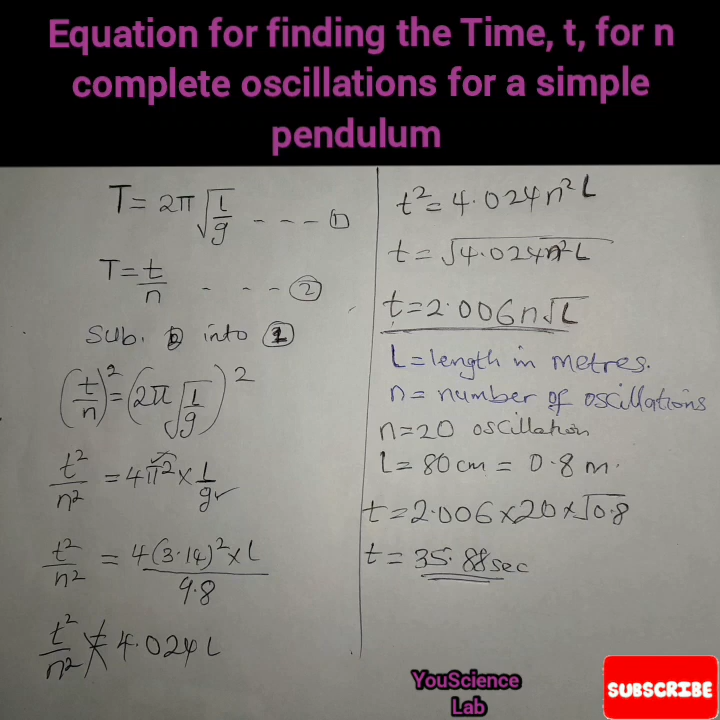 Equation for finding the Time, t, for n
complete oscillations for a simple
pendulum
T = 2π√(L/g) - - - - ①
T = t/n - - - - ②
Sub. ② into ①
(t/n)² = (2π√(L/g))²
t²/n² = 4π² × L/g
t²/n² = 4(3.14)² × L / 9.8
t²/n² = 4.024 L
t² = 4.024 n² L
t = √4.024 n² L
t = 2.006 n√L
L = length in metres.
n = number of oscillations
n = 20 oscillation
L = 80 cm = 0.8 m.
t = 2.006 × 20 × √0.8
t = 35.88 sec
YouScience
Lab
SUBSCRIBE